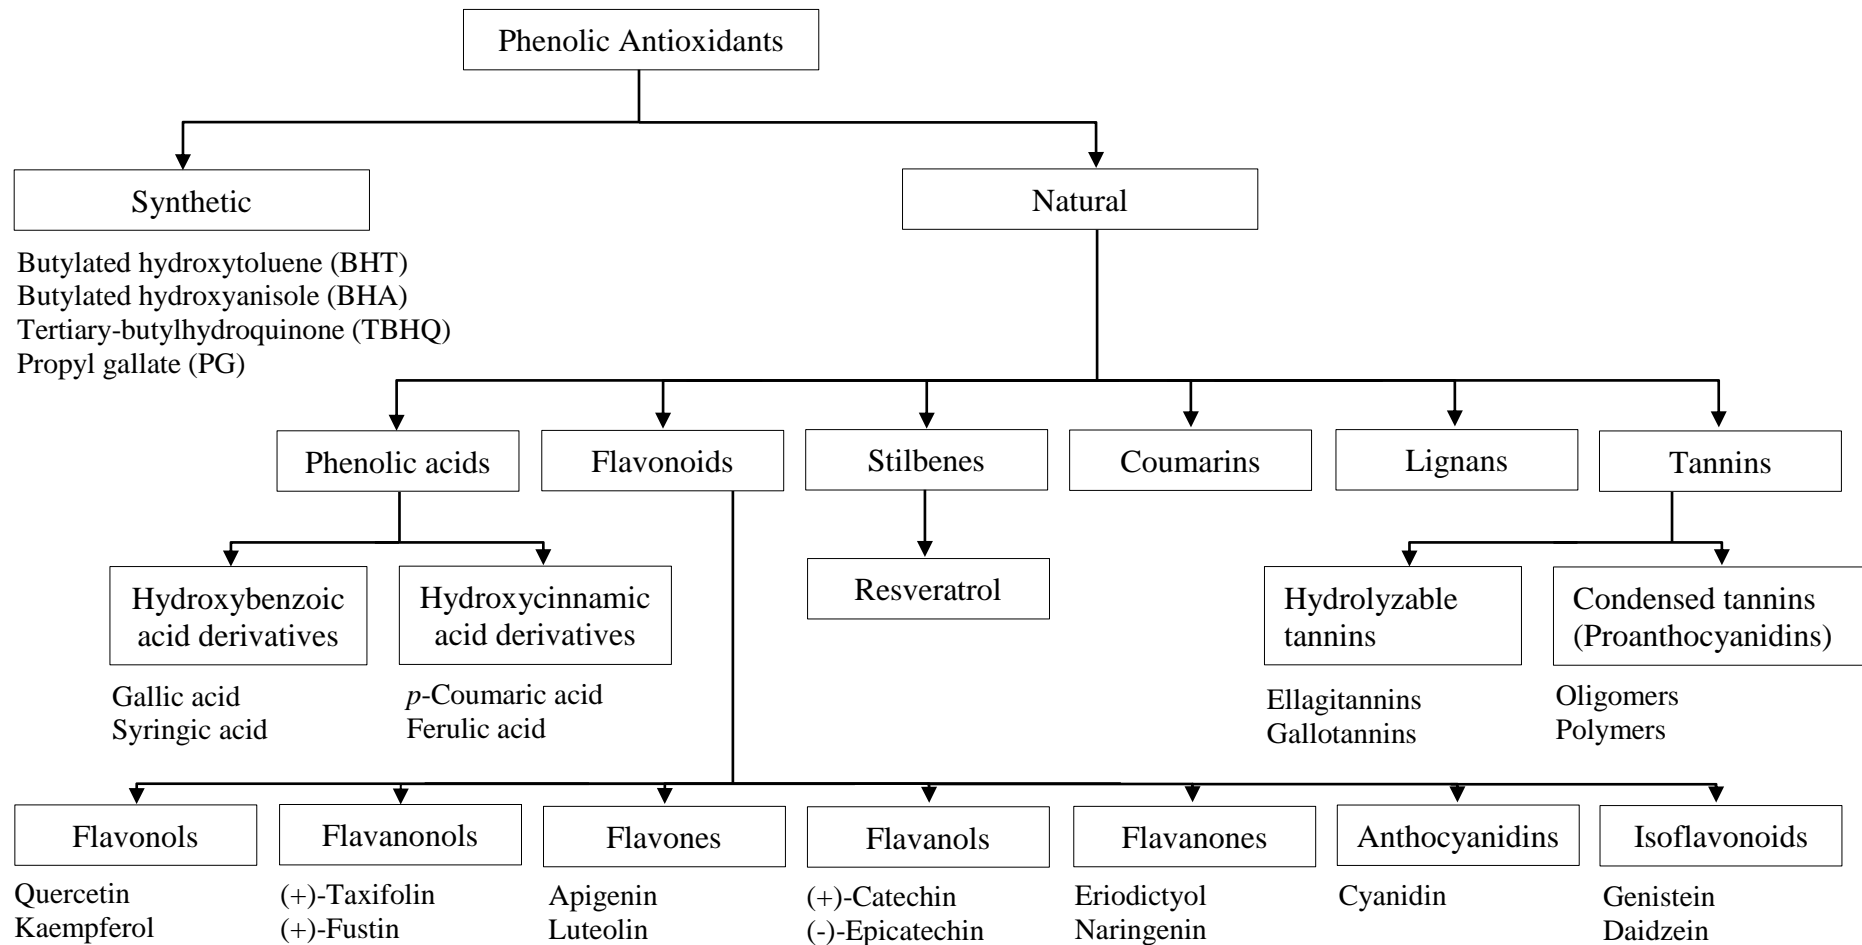 Phenolic Antioxidants
Synthetic
Natural
Butylated hydroxytoluene (BHT)
Butylated hydroxyanisole (BHA)
Tertiary-butylhydroquinone (TBHQ)
Propyl gallate (PG)
Phenolic acids
Flavonoids
Stilbenes
Coumarins
Lignans
Tannins
Hydroxybenzoic
acid derivatives
Hydroxycinnamic
acid derivatives
Resveratrol
Hydrolyzable
tannins
Condensed tannins
(Proanthocyanidins)
Gallic acid
Syringic acid
p-Coumaric acid
Ferulic acid
Ellagitannins
Gallotannins
Oligomers
Polymers
Flavonols
Flavanonols
Flavones
Flavanols
Flavanones
Anthocyanidins
Isoflavonoids
Quercetin
Kaempferol
(+)-Taxifolin
(+)-Fustin
Apigenin
Luteolin
(+)-Catechin
(-)-Epicatechin
Eriodictyol
Naringenin
Cyanidin
Genistein
Daidzein